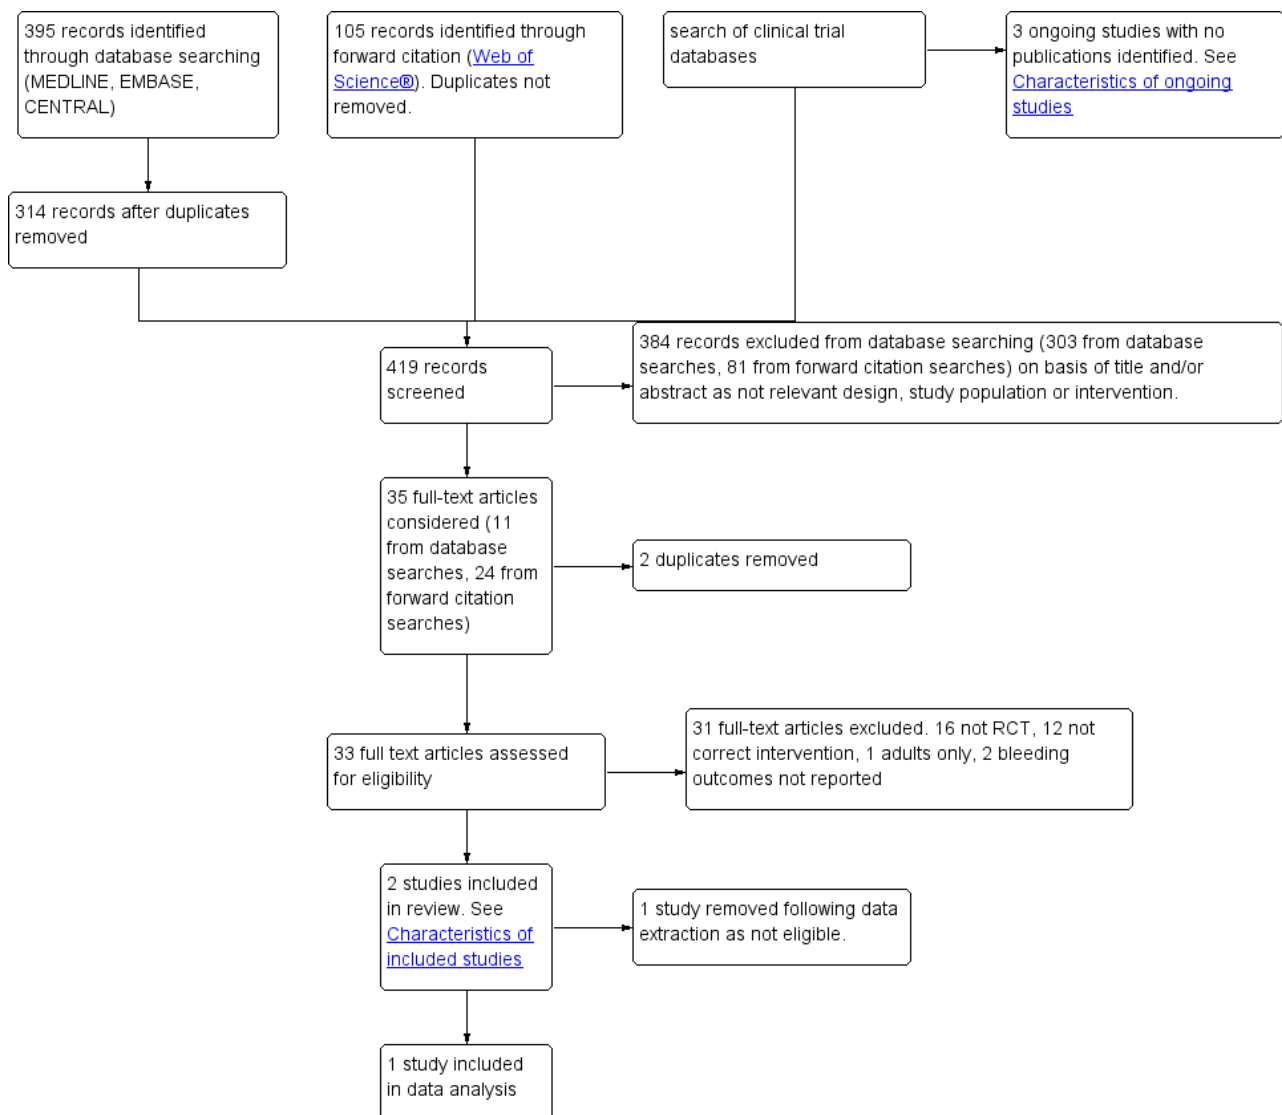 395 records identified
through database searching
(MEDLINE, EMBASE,
CENTRAL)
105 records identified through
forward citation (Web of
Science®). Duplicates not
removed.
search of clinical trial
databases
3 ongoing studies with no
publications identified. See
Characteristics of ongoing
studies
314 records after duplicates
removed
419 records
screened
384 records excluded from database searching (303 from database
searches, 81 from forward citation searches) on basis of title and/or
abstract as not relevant design, study population or intervention.
35 full-text articles
considered (11
from database
searches, 24 from
forward citation
searches)
2 duplicates removed
33 full text articles assessed
for eligibility
31 full-text articles excluded. 16 not RCT, 12 not
correct intervention, 1 adults only, 2 bleeding
outcomes not reported
2 studies included
in review. See
Characteristics of
included studies
1 study removed following data
extraction as not eligible.
1 study included
in data analysis